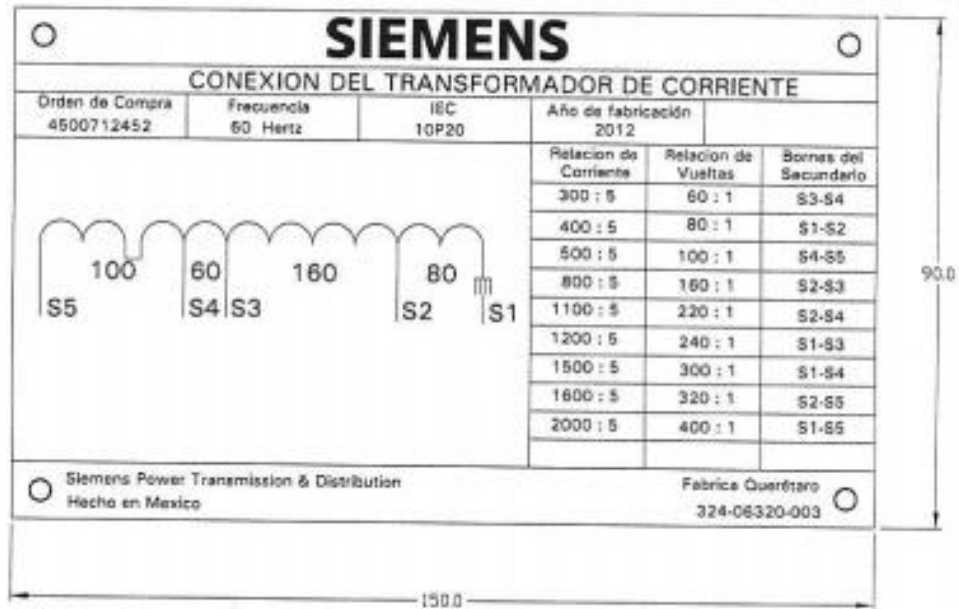 SIEMENS
CONEXION DEL TRANSFORMADOR DE CORRIENTE
Orden de Compra Frecuencia IEC Año de fabricación
4500712452 60 Hertz 10P20 2012
Relacion de Corriente Relacion de Vueltas Bornes del Secundario
300 : 5 60 : 1 S3-S4
400 : 5 80 : 1 S1-S2
500 : 5 100 : 1 S4-S5
800 : 5 160 : 1 S2-S3
1100 : 5 220 : 1 S2-S4
1200 : 5 240 : 1 S1-S3
1500 : 5 300 : 1 S1-S4
1600 : 5 320 : 1 S2-S5
2000 : 5 400 : 1 S1-S5
100 60 160 80
S5 S4 S3 S2 S1
Siemens Power Transmission & Distribution
Hecho en Mexico
Fabrica Querétaro
324-06320-003
90.0
150.0